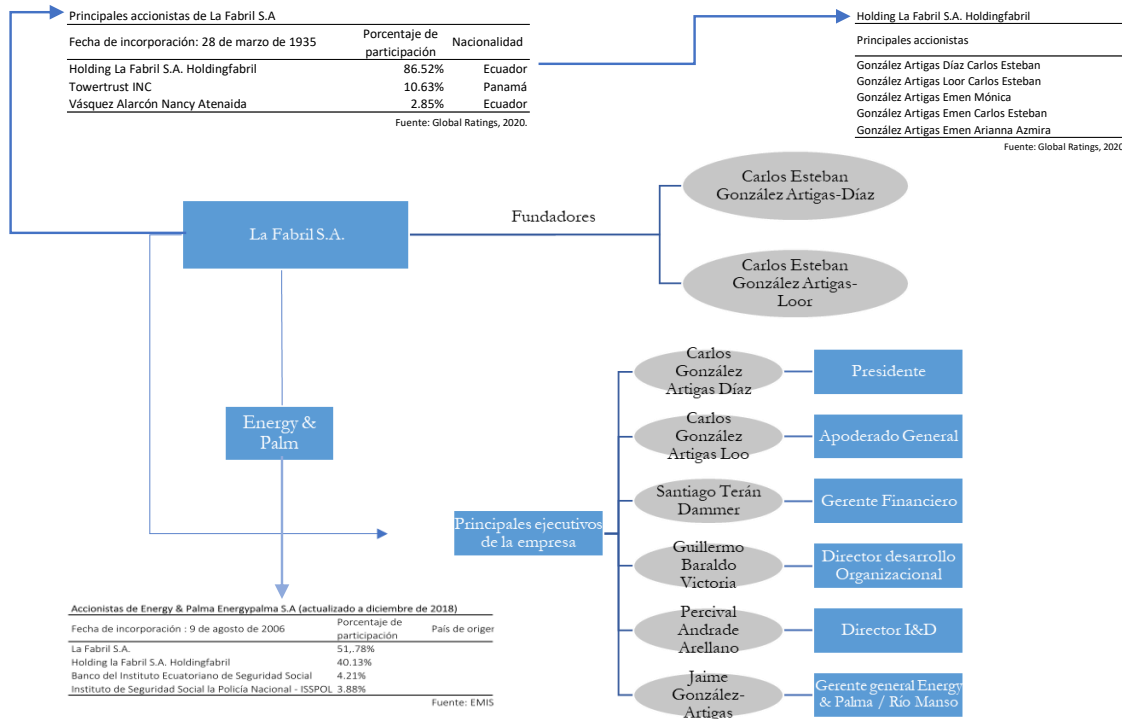 Principales accionistas de La Fabril S.A
Fecha de incorporación: 28 de marzo de 1935 Porcentaje de participación Nacionalidad
Holding La Fabril S.A. Holdingfabril 86.52% Ecuador
Towertrust INC 10.63% Panamá
Vásquez Alarcón Nancy Atenaida 2.85% Ecuador
Fuente: Global Ratings, 2020.
Holding La Fabril S.A. Holdingfabril
Principales accionistas
González Artigas Díaz Carlos Esteban
González Artigas Loor Carlos Esteban
González Artigas Emen Mónica
González Artigas Emen Carlos Esteban
González Artigas Emen Arianna Azmira
Fuente: Global Ratings, 2020
La Fabril S.A.
Fundadores
Carlos Esteban
González Artigas-Díaz
Carlos Esteban
González Artigas-
Loor
Energy &
Palm
Principales ejecutivos
de la empresa
Carlos
González
Artigas Díaz
Presidente
Carlos
González
Artigas Loo
Apoderado General
Santiago Terán
Dammer
Gerente Financiero
Guillermo
Baraldo
Victoria
Director desarrollo
Organizacional
Percival
Andrade
Arellano
Director I&D
Jaime
González-
Artigas
Gerente general Energy
& Palma / Río Manso
Accionistas de Energy & Palma Energypalma S.A (actualizado a diciembre de 2018)
Fecha de incorporación : 9 de agosto de 2006 Porcentaje de participación País de origer
La Fabril S.A. 51,.78%
Holding la Fabril S.A. Holdingfabril 40.13%
Banco del Instituto Ecuatoriano de Seguridad Social 4.21%
Instituto de Seguridad Social la Policía Nacional - ISSPOL 3.88%
Fuente: EMIS